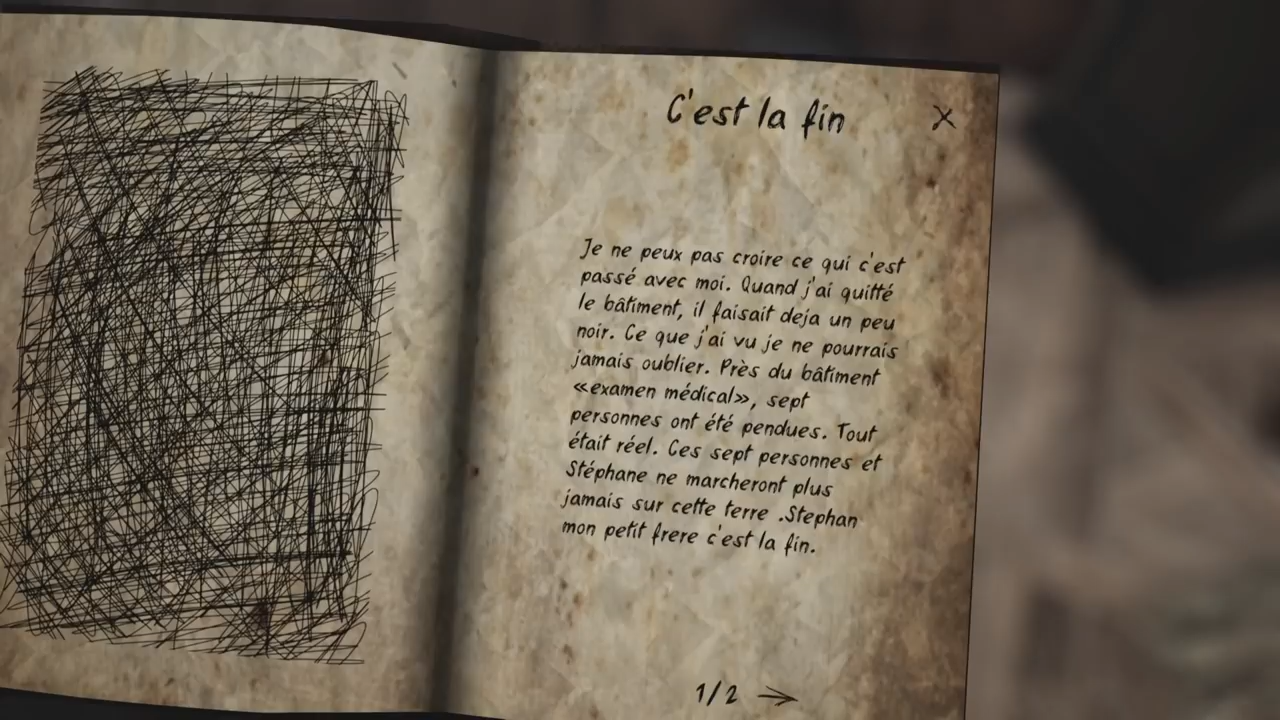 C'est la fin
Je ne peux pas croire ce qui c'est
passé avec moi. Quand j'ai quitté
le bâtiment, il faisait deja un peu
noir. Ce que j'ai vu je ne pourrais
jamais oublier. Près du bâtiment
«examen médical», sept
personnes ont été pendues. Tout
était réel. Ces sept personnes et
Stéphane ne marcheront plus
jamais sur cette terre .Stephan
mon petit frere c'est la fin.
1/2